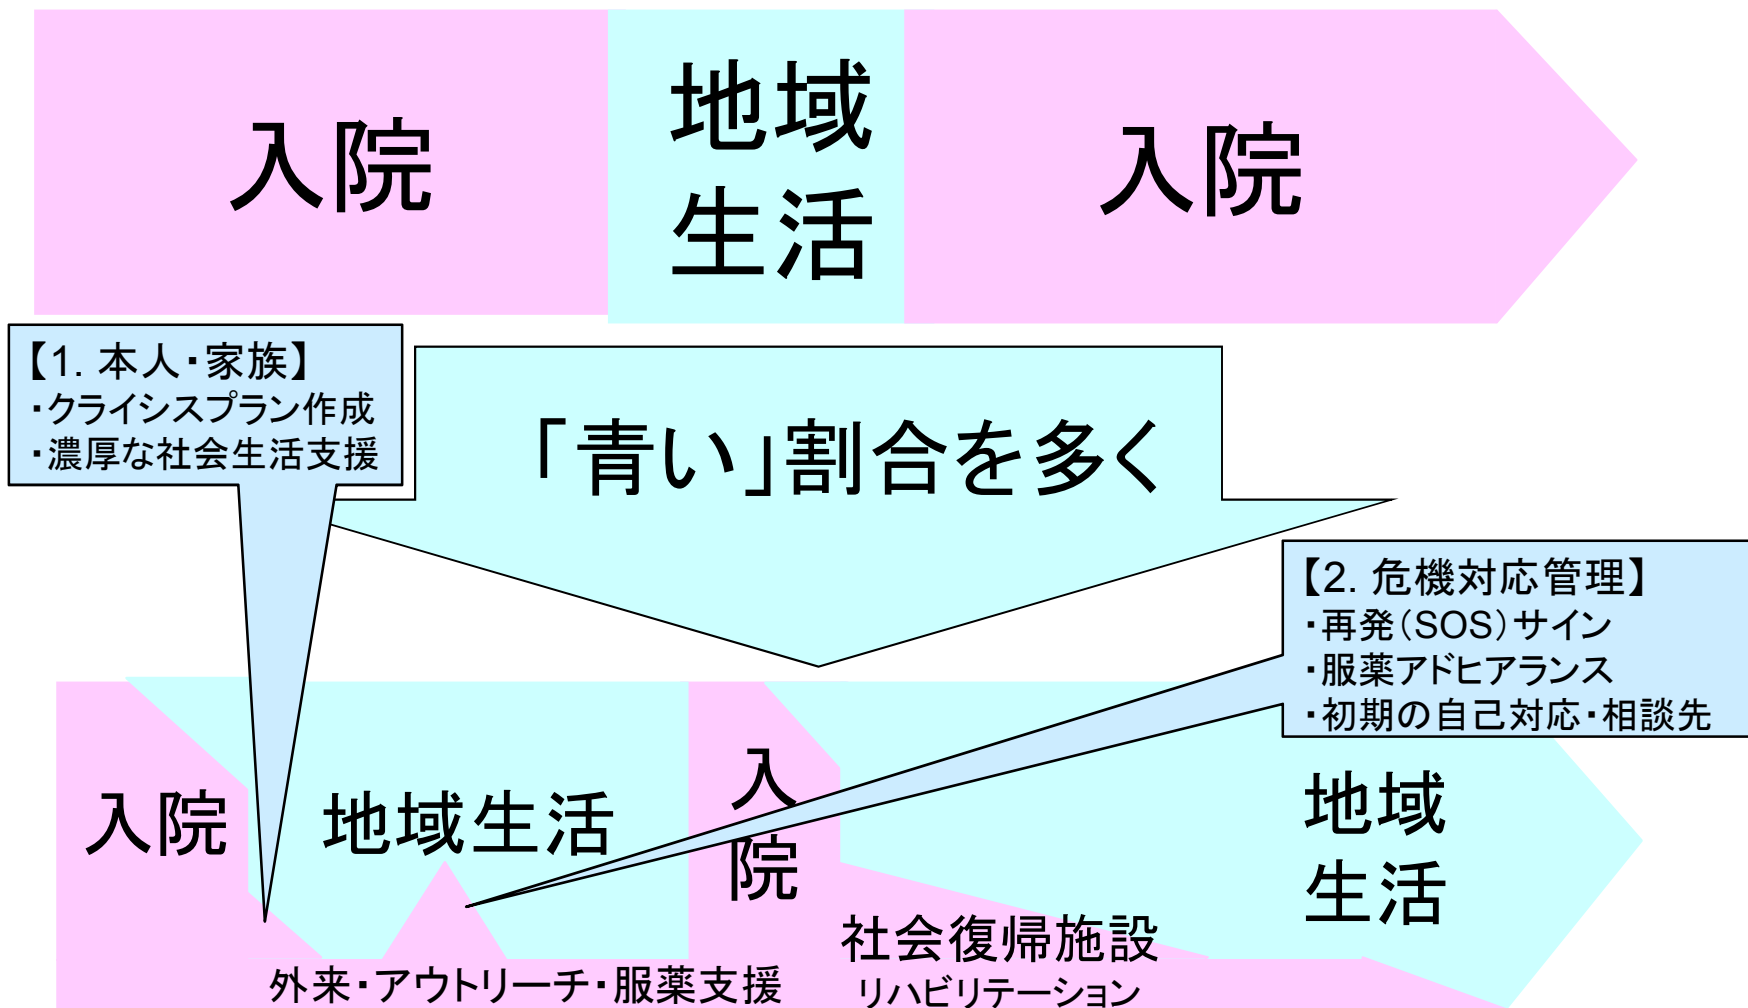 入院
地域
生活
入院
【1. 本人・家族】
・クライシスプラン作成
・濃厚な社会生活支援
「青い」割合を多く
【2. 危機対応管理】
・再発（SOS）サイン
・服薬アドヒアランス
・初期の自己対応・相談先
入院
地域生活
入
院
地域
生活
社会復帰施設
リハビリテーション
外来・アウトリーチ・服薬支援